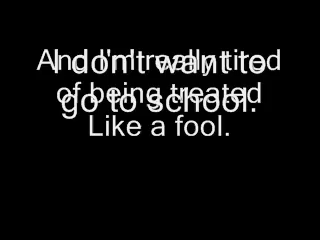 And I'm really tired
of being treated
Like a fool.
I don't want to
go to school.